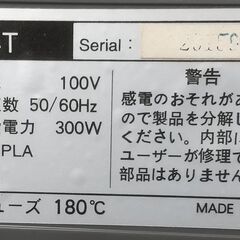 T Serial:
警告
100V
数 50/60Hz
電力 300W
PLA
感電のおそれがあ
ので製品を分解し
ください。内部に
ユーザーが修理で
部品はありません
ューズ 180℃
MADE